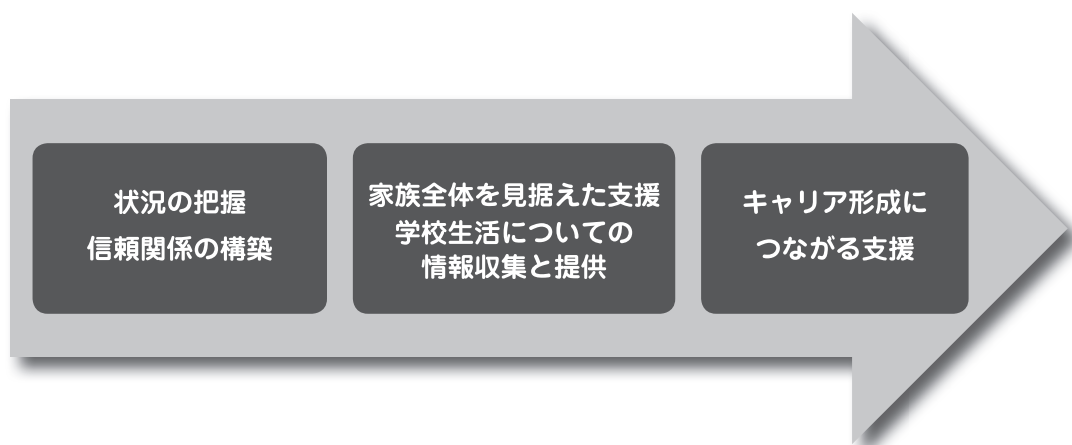 状況の把握
信頼関係の構築
家族全体を見据えた支援
学校生活についての
情報収集と提供
キャリア形成に
つながる支援